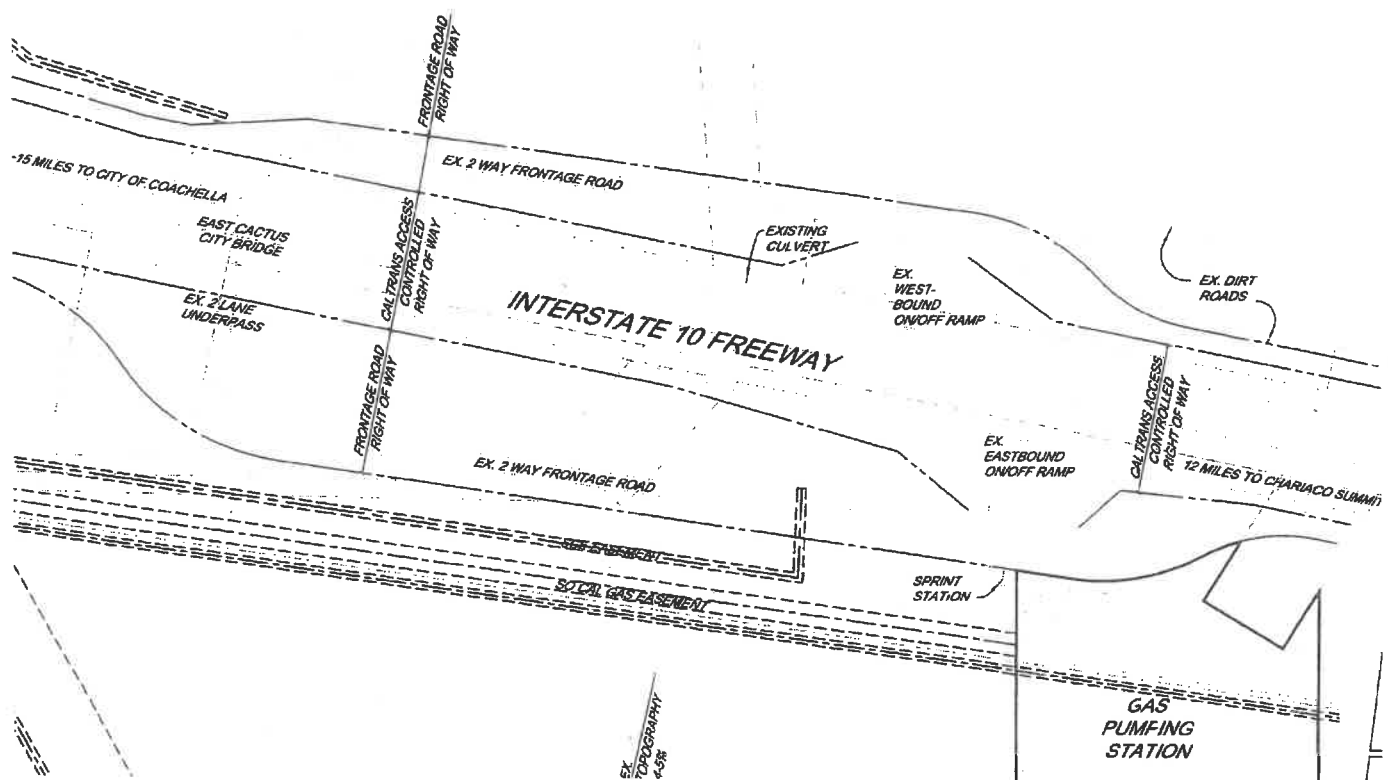 FRONTAGE ROAD
RIGHT OF WAY
EX. 2 WAY FRONTAGE ROAD
-15 MILES TO CITY OF COACHELLA
EAST CACTUS
CITY BRIDGE
CALTRANS ACCESS
CONTROLLED
RIGHT OF WAY
EXISTING
CULVERT
EX.
WEST-
BOUND
ON/OFF RAMP
EX. DIRT
ROADS
EX. 2 LANE
UNDERPASS
INTERSTATE 10 FREEWAY
FRONTAGE ROAD
RIGHT OF WAY
CALTRANS ACCESS
CONTROLLED
RIGHT OF WAY
EX.
EASTBOUND
ON/OFF RAMP
12 MILES TO CHARIACO SUMMIT
EX. 2 WAY FRONTAGE ROAD
EASEMENT
SO CAL GAS EASEMENT
SPRINT
STATION
GAS
PUMPING
STATION
EX.
TOPOGRAPHY
4-5%